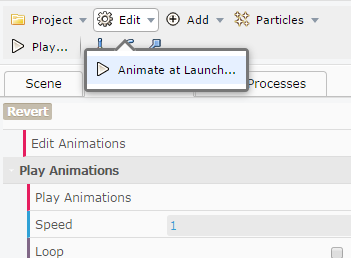 Project Edit Add Particles
Play...
Animate at Launch...
Scene Processes
Revert
Edit Animations
Play Animations
Play Animations
Speed 1
Loop